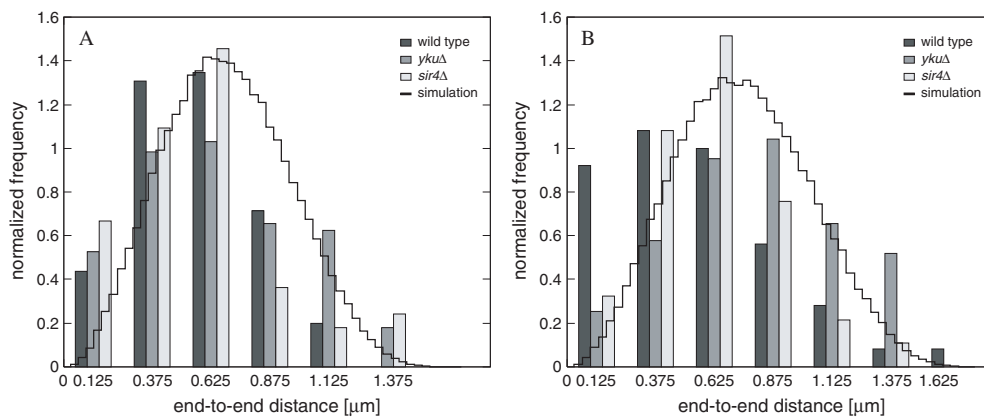 A
wild type
ykuΔ
sir4Δ
simulation
normalized frequency
1.6
1.4
1.2
1
0.8
0.6
0.4
0.2
0
0 0.125 0.375 0.625 0.875 1.125 1.375
end-to-end distance [μm]
B
wild type
ykuΔ
sir4Δ
simulation
normalized frequency
1.6
1.4
1.2
1
0.8
0.6
0.4
0.2
0
0 0.125 0.375 0.625 0.875 1.125 1.375 1.625
end-to-end distance [μm]